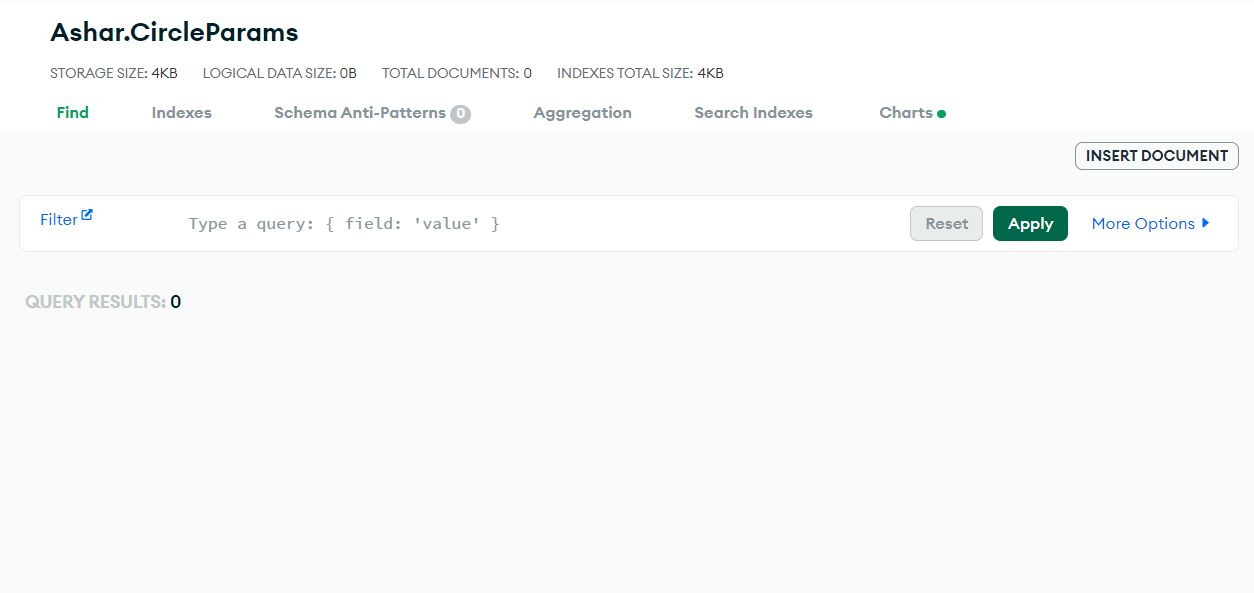 Ashar.CircleParams
STORAGE SIZE: 4KB LOGICAL DATA SIZE: 0B TOTAL DOCUMENTS: 0 INDEXES TOTAL SIZE: 4KB
Find Indexes Schema Anti-Patterns 0 Aggregation Search Indexes Charts
INSERT DOCUMENT
Filter Type a query: { field: 'value' } Reset Apply More Options
QUERY RESULTS: 0